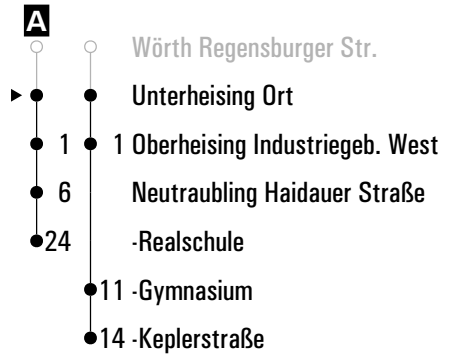 A
Wörth Regensburger Str.
Unterheising Ort
1 1 Oberheising Industriegeb. West
6 Neutraubling Haidauer Straße
24 -Realschule
11 -Gymnasium
14 -Keplerstraße